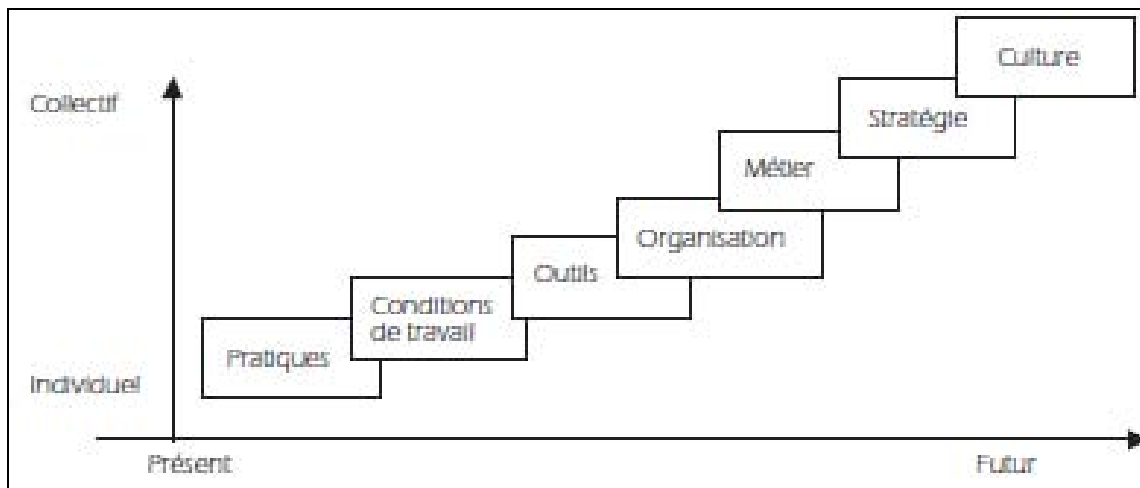 Culture
Collectif
Stratégie
Métier
Organisation
Outils
Conditions
de travail
Pratiques
Individuel
Présent
Futur